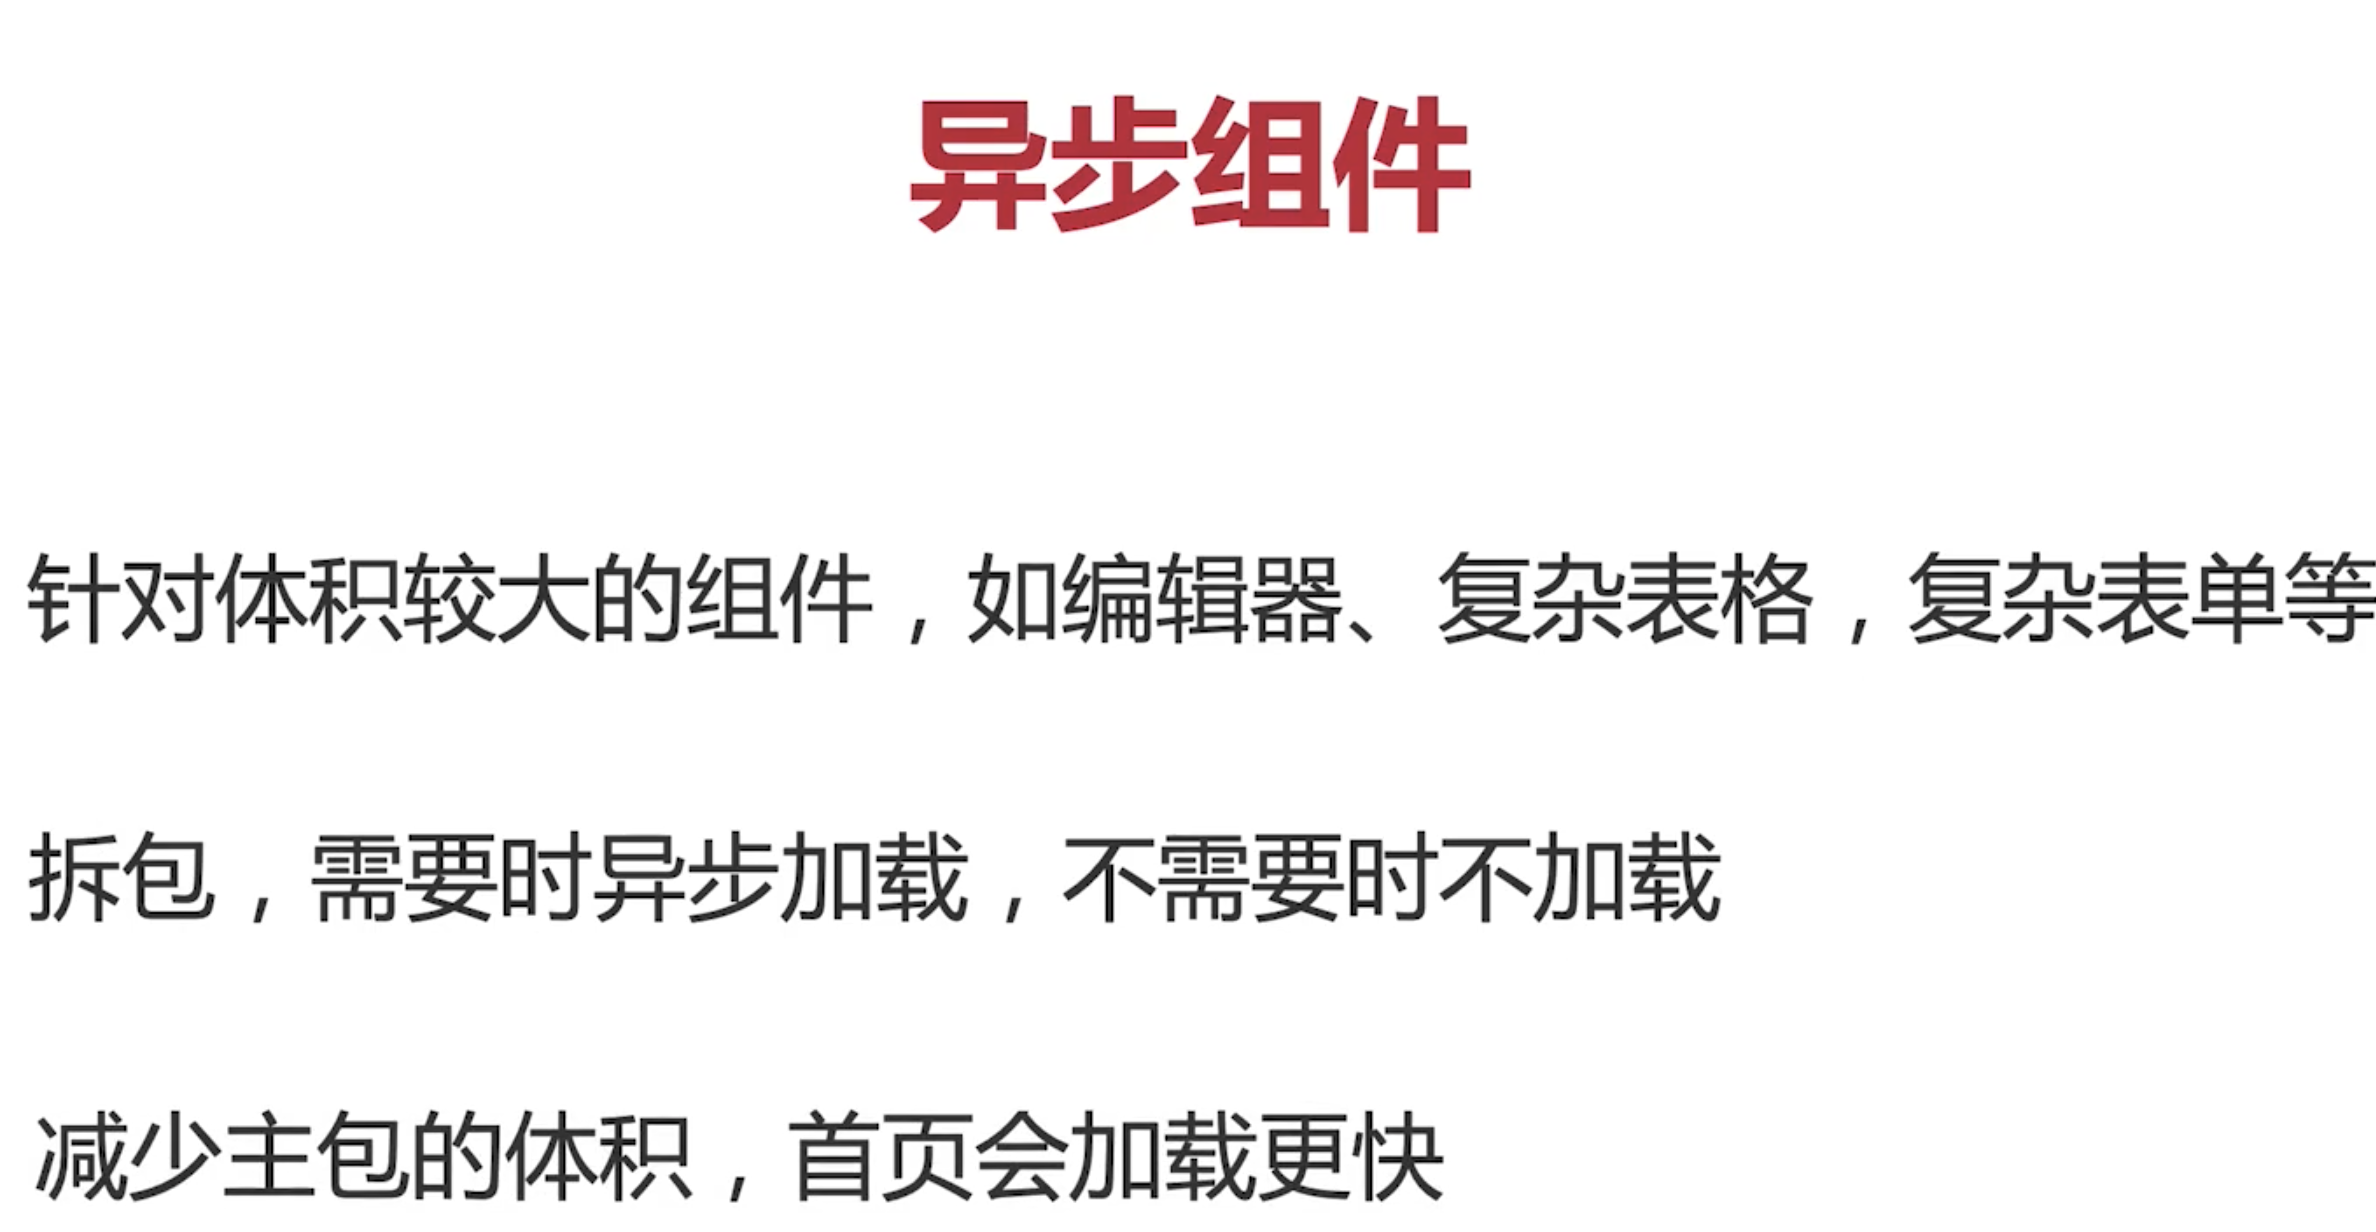 异步组件
针对体积较大的组件，如编辑器、复杂表格，复杂表单等
拆包，需要时异步加载，不需要时不加载
减少主包的体积，首页会加载更快